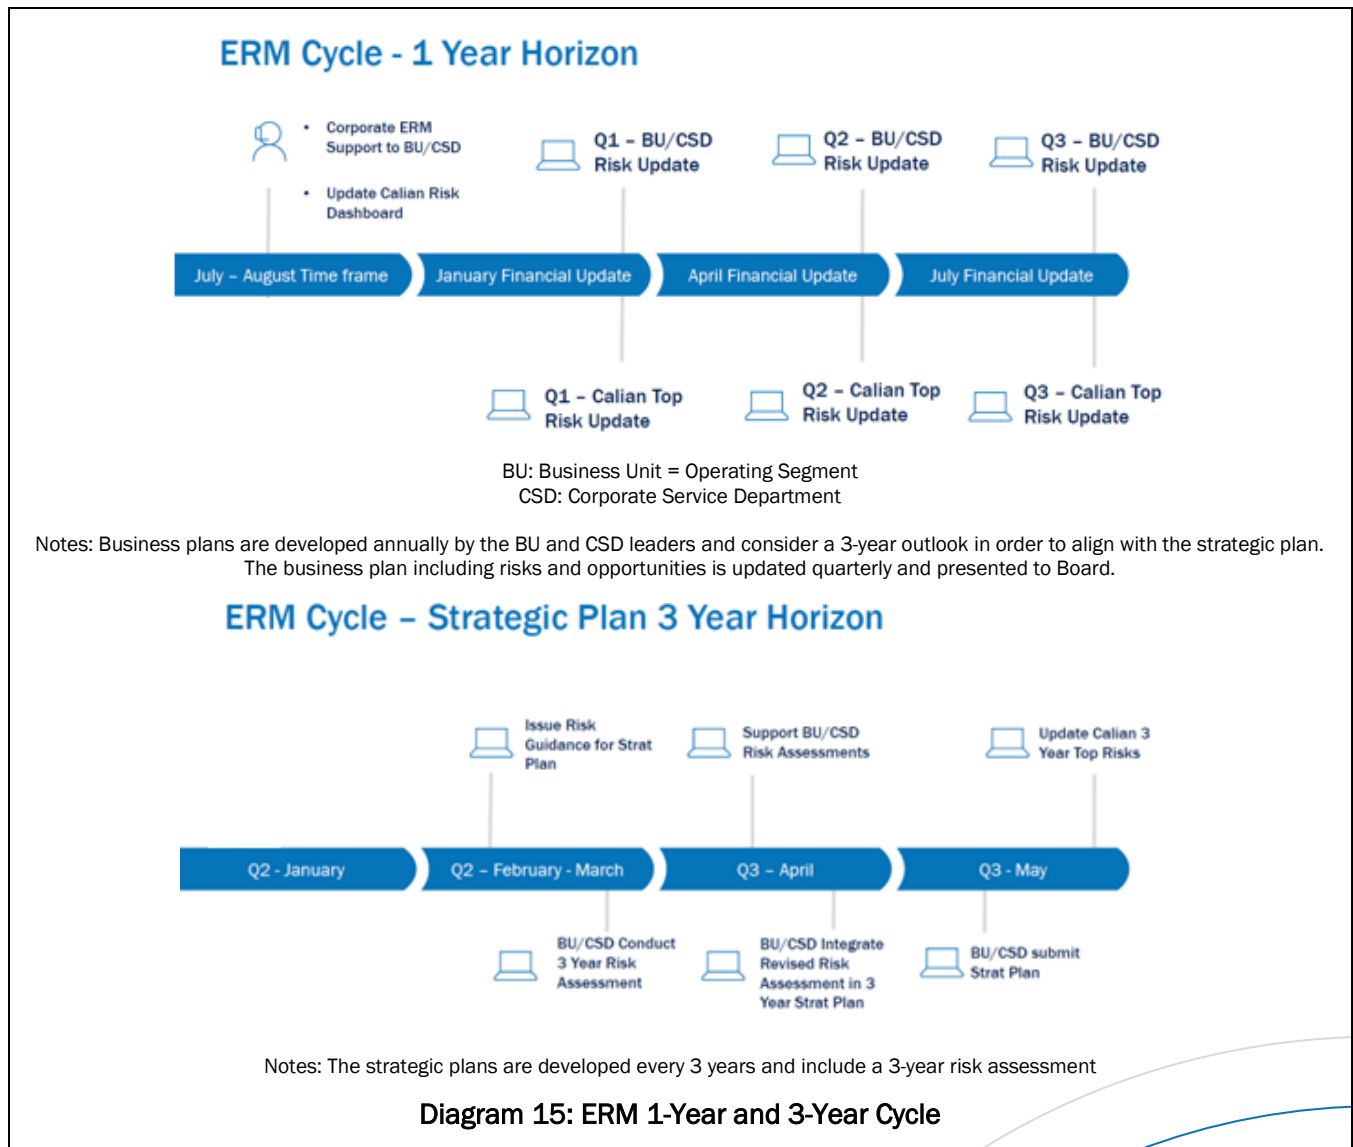 ERM Cycle - 1 Year Horizon
• Corporate ERM
Support to BU/CSD
• Update Calian Risk
Dashboard
Q1 – BU/CSD
Risk Update
Q2 – BU/CSD
Risk Update
Q3 – BU/CSD
Risk Update
July – August Time frame
January Financial Update
April Financial Update
July Financial Update
Q1 – Calian Top
Risk Update
Q2 – Calian Top
Risk Update
Q3 – Calian Top
Risk Update
BU: Business Unit = Operating Segment
CSD: Corporate Service Department
Notes: Business plans are developed annually by the BU and CSD leaders and consider a 3-year outlook in order to align with the strategic plan.
The business plan including risks and opportunities is updated quarterly and presented to Board.
ERM Cycle – Strategic Plan 3 Year Horizon
Issue Risk
Guidance for Strat
Plan
Support BU/CSD
Risk Assessments
Update Calian 3
Year Top Risks
Q2 - January
Q2 – February - March
Q3 – April
Q3 - May
BU/CSD Conduct
3 Year Risk
Assessment
BU/CSD Integrate
Revised Risk
Assessment in 3
Year Strat Plan
BU/CSD submit
Strat Plan
Notes: The strategic plans are developed every 3 years and include a 3-year risk assessment
Diagram 15: ERM 1-Year and 3-Year Cycle